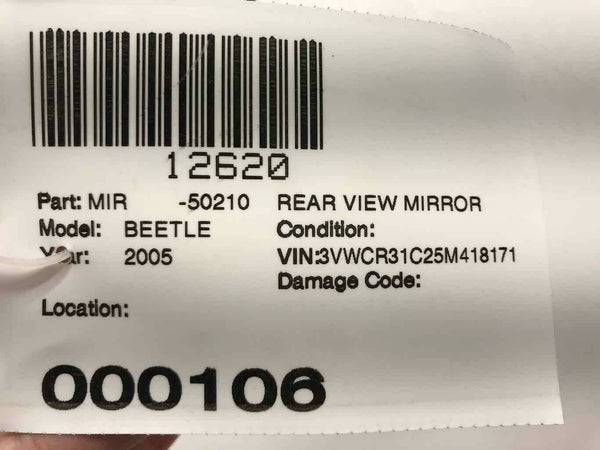 12620
Part: MIR -50210 REAR VIEW MIRROR
Model: BEETLE Condition:
Year: 2005 VIN:3VWCR31C25M418171
Damage Code:
Location:
000106